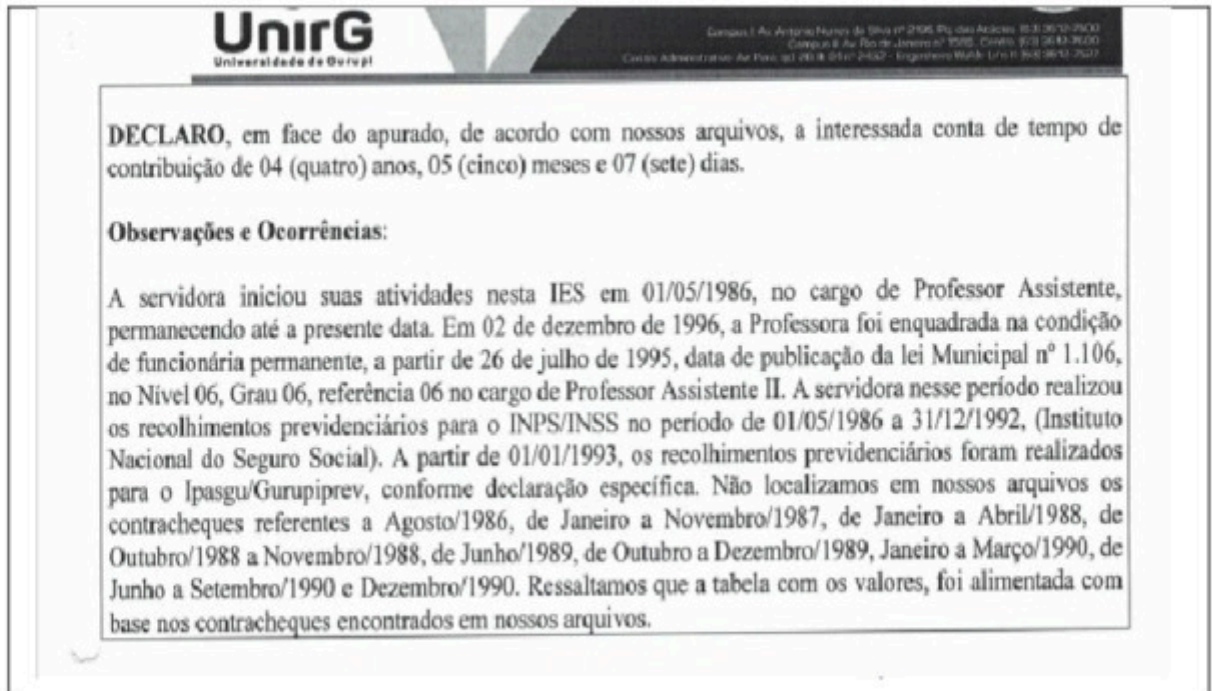 UnirG
Universidade de Gurupi
DECLARO, em face do apurado, de acordo com nossos arquivos, a interessada conta de tempo de
contribuição de 04 (quatro) anos, 05 (cinco) meses e 07 (sete) dias.
Observações e Ocorrências:
A servidora iniciou suas atividades nesta IES em 01/05/1986, no cargo de Professor Assistente,
permanecendo até a presente data. Em 02 de dezembro de 1996, a Professora foi enquadrada na condição
de funcionária permanente, a partir de 26 de julho de 1995, data de publicação da lei Municipal nº 1.106,
no Nível 06, Grau 06, referência 06 no cargo de Professor Assistente II. A servidora nesse período realizou
os recolhimentos previdenciários para o INPS/INSS no período de 01/05/1986 a 31/12/1992, (Instituto
Nacional do Seguro Social). A partir de 01/01/1993, os recolhimentos previdenciários foram realizados
para o Ipasgu/Gurupiprev, conforme declaração específica. Não localizamos em nossos arquivos os
contracheques referentes a Agosto/1986, de Janeiro a Novembro/1987, de Janeiro a Abril/1988, de
Outubro/1988 a Novembro/1988, de Junho/1989, de Outubro a Dezembro/1989, Janeiro a Março/1990, de
Junho a Setembro/1990 e Dezembro/1990. Ressaltamos que a tabela com os valores, foi alimentada com
base nos contracheques encontrados em nossos arquivos.